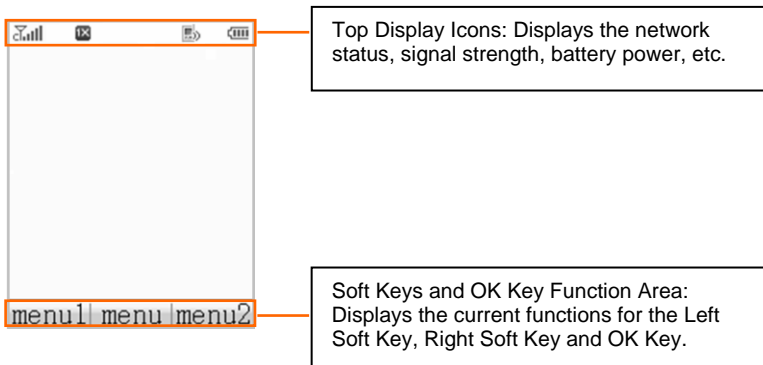 1X
Top Display Icons: Displays the network
status, signal strength, battery power, etc.
Soft Keys and OK Key Function Area:
Displays the current functions for the Left
Soft Key, Right Soft Key and OK Key.
menu1 menu menu2